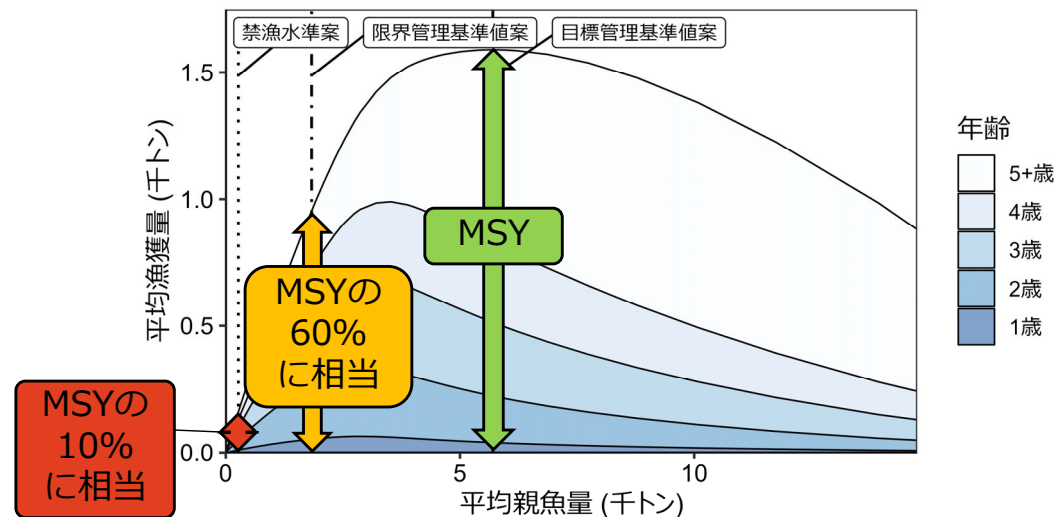 禁漁水準案
限界管理基準値案
目標管理基準値案
平均漁獲量 (千トン)
1.5
1.0
0.5
0.0
MSY
MSYの
60%
に相当
MSYの
10%
に相当
0
5
10
平均親魚量 (千トン)
年齢
5+歳
4歳
3歳
2歳
1歳